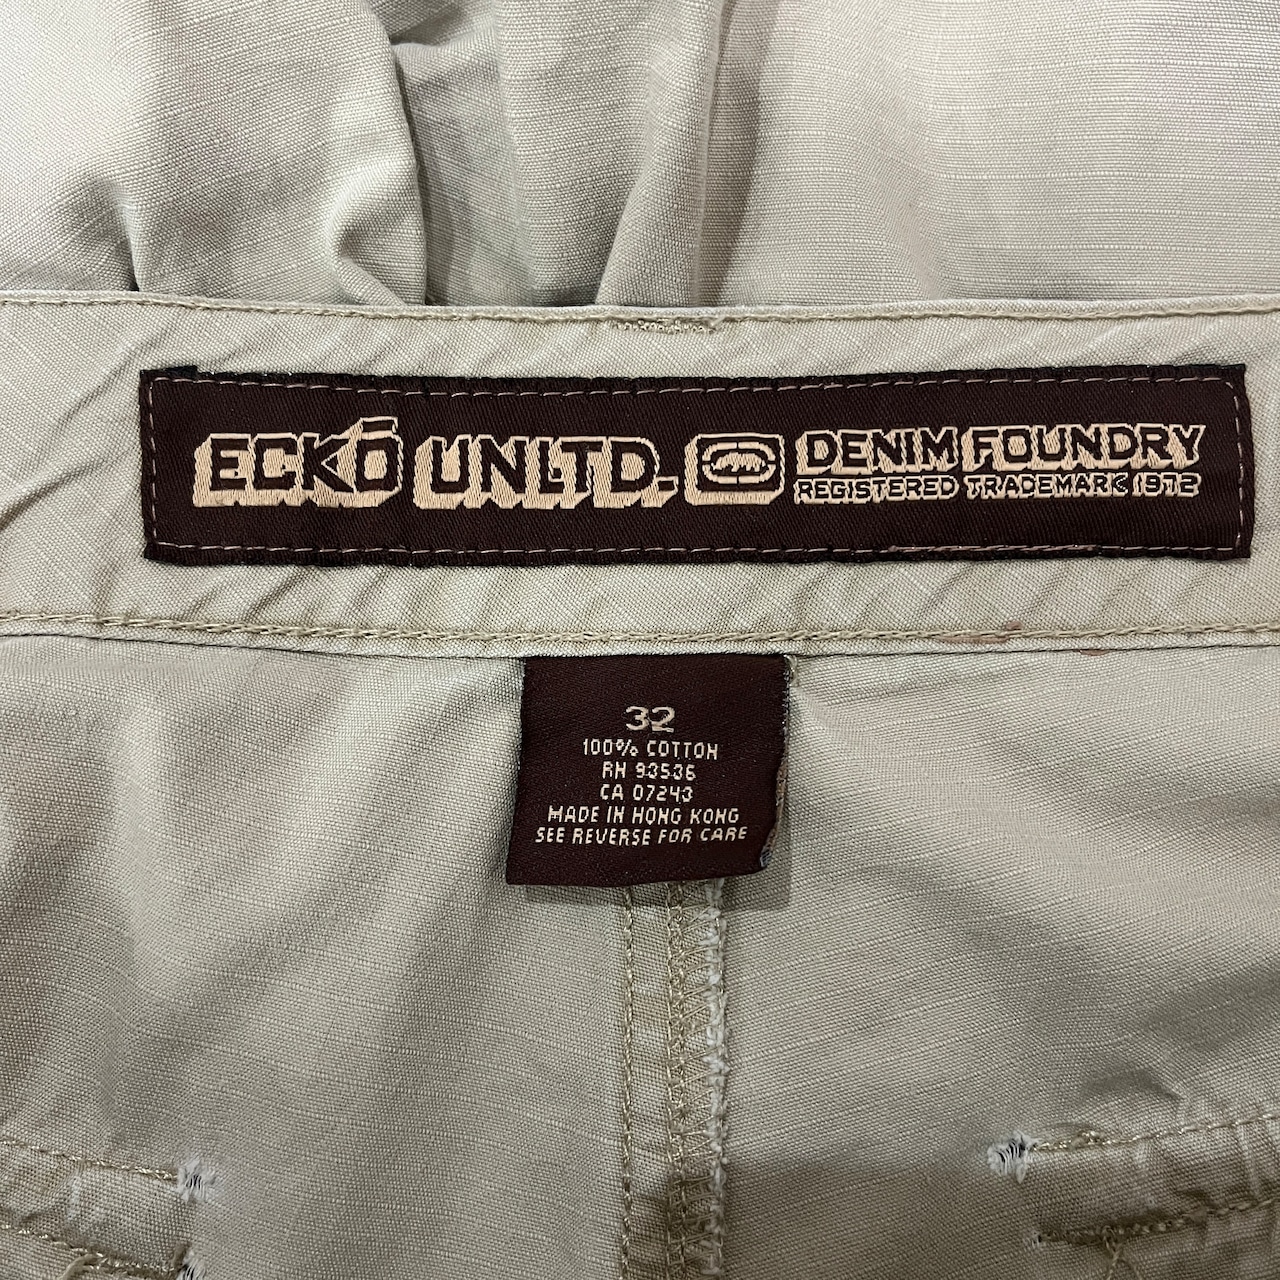 ECKŌ UNLTD.
DENIM FOUNDRY
REGISTERED TRADEMARK 1972
32
100% COTTON
RN 93536
CA 07243
MADE IN HONG KONG
SEE REVERSE FOR CARE